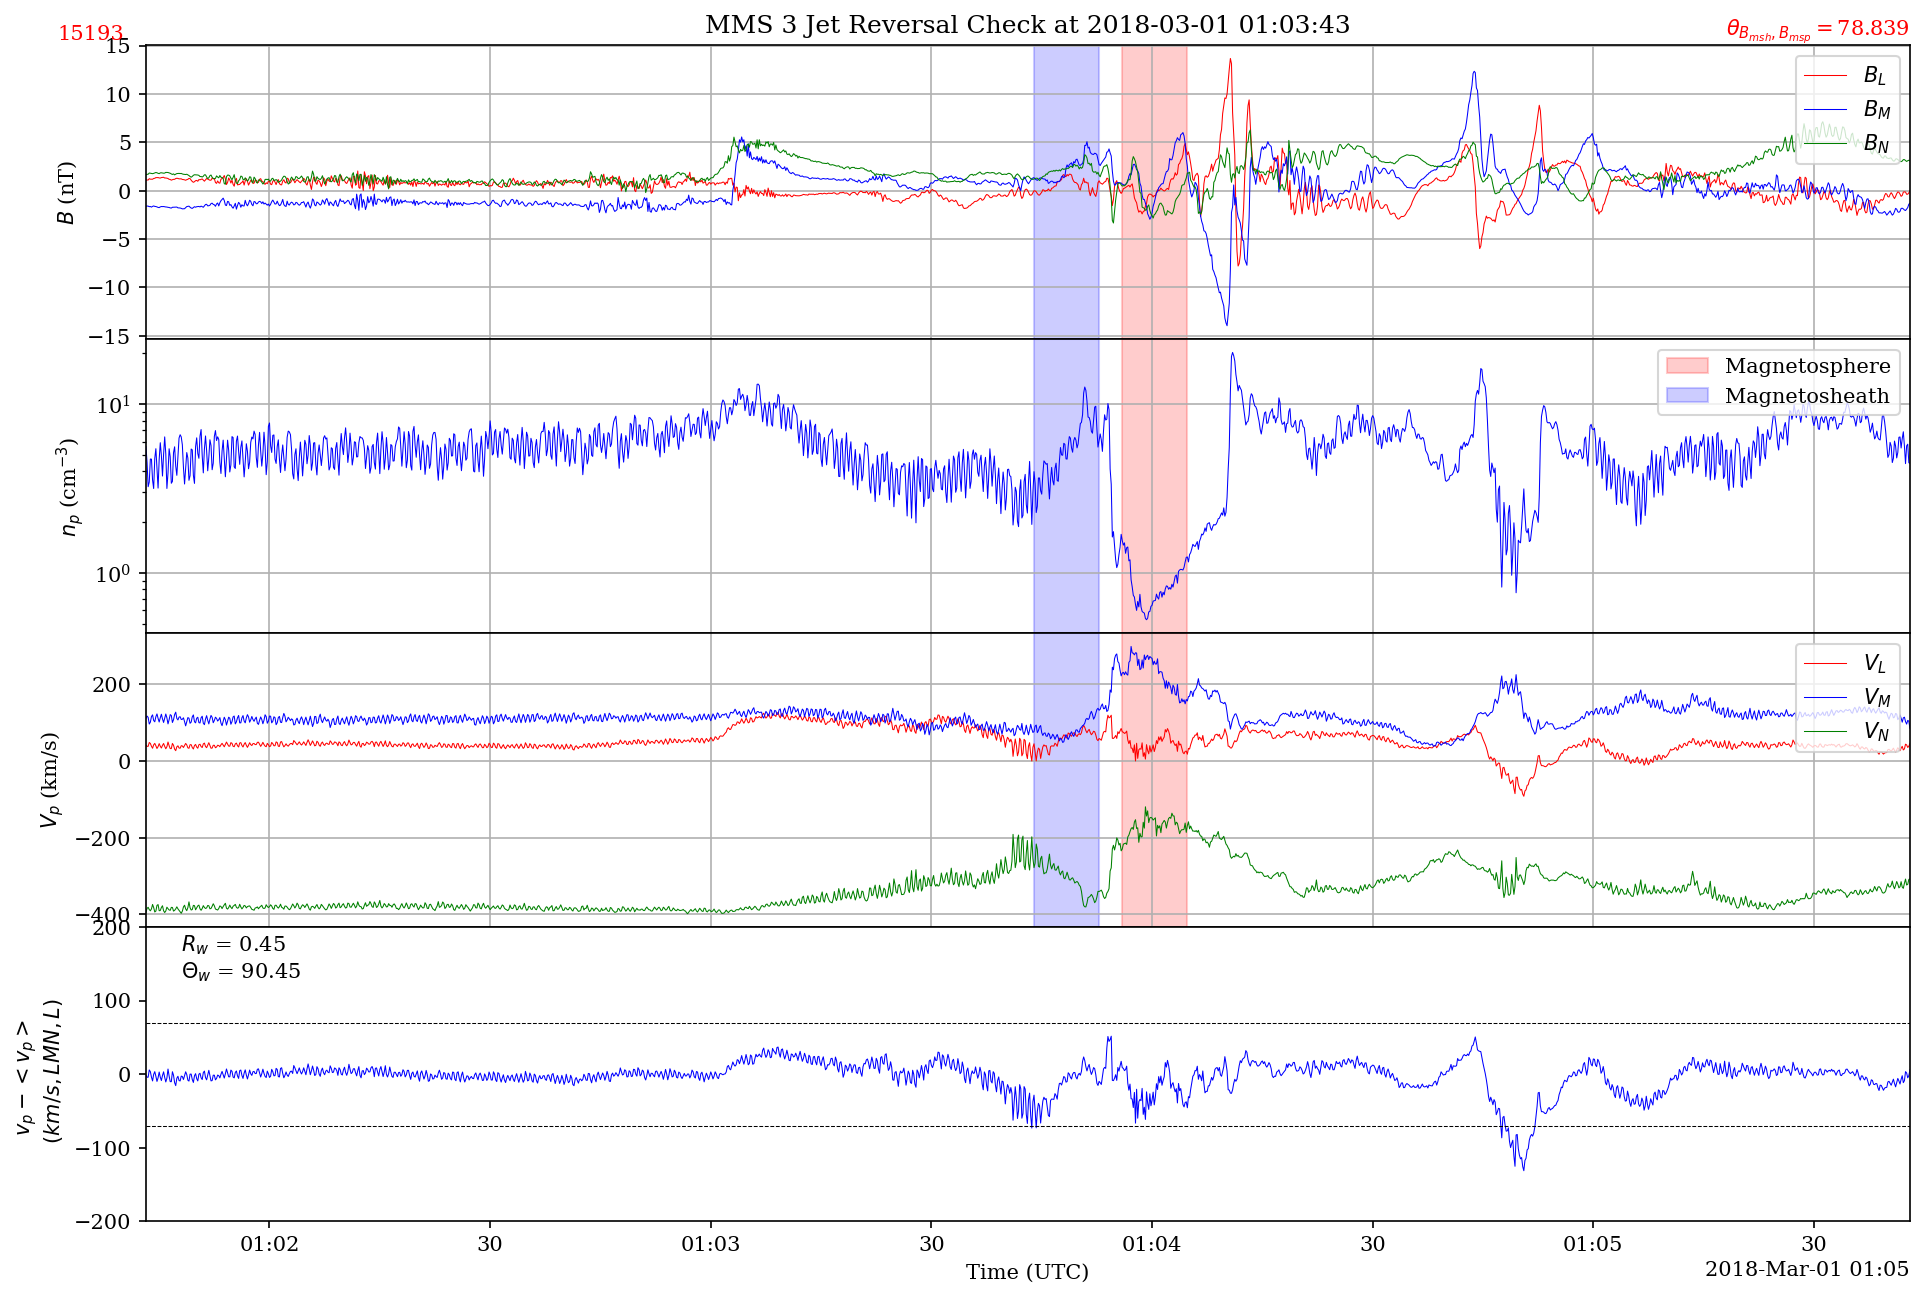 MMS 3 Jet Reversal Check at 2018-03-01 01:03:43
15193
θ_{B_{msh}, B_{msp}} = 78.839
15
10
5
0
−5
−10
−15
B (nT)
B_L
B_M
B_N
10^1
10^0
n_p (cm^{−3})
Magnetosphere
Magnetosheath
200
0
−200
−400
V_p (km/s)
V_L
V_M
V_N
200
100
0
−100
−200
v_p − < v_p >
(km/s, LMN, L)
R_w = 0.45
Θ_w = 90.45
01:02
30
01:03
30
01:04
30
01:05
30
Time (UTC)
2018-Mar-01 01:05